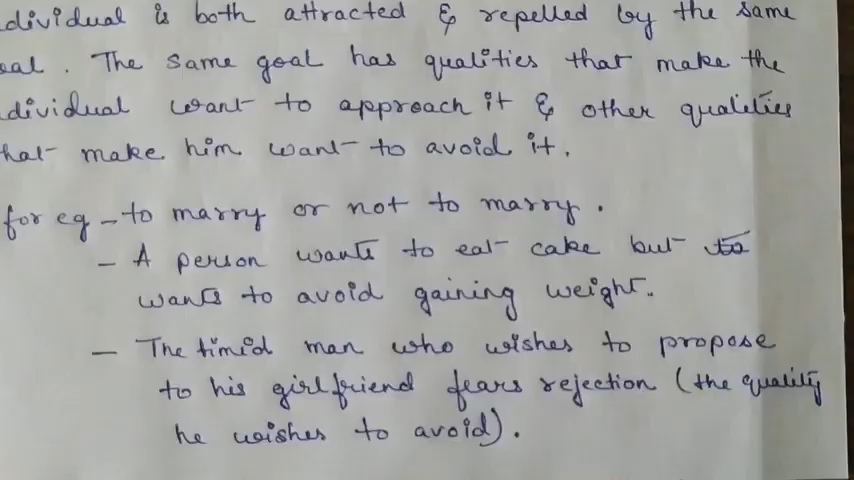 dividual is both attracted & repelled by the same
oal. The same goal has qualities that make the
dividual want to approach it & other qualities
hat make him want to avoid it.
for eg - to marry or not to marry.
- A person wants to eat cake but to
wants to avoid gaining weight.
- The timid man who wishes to propose
to his girlfriend fears rejection (the quality
he wishes to avoid).